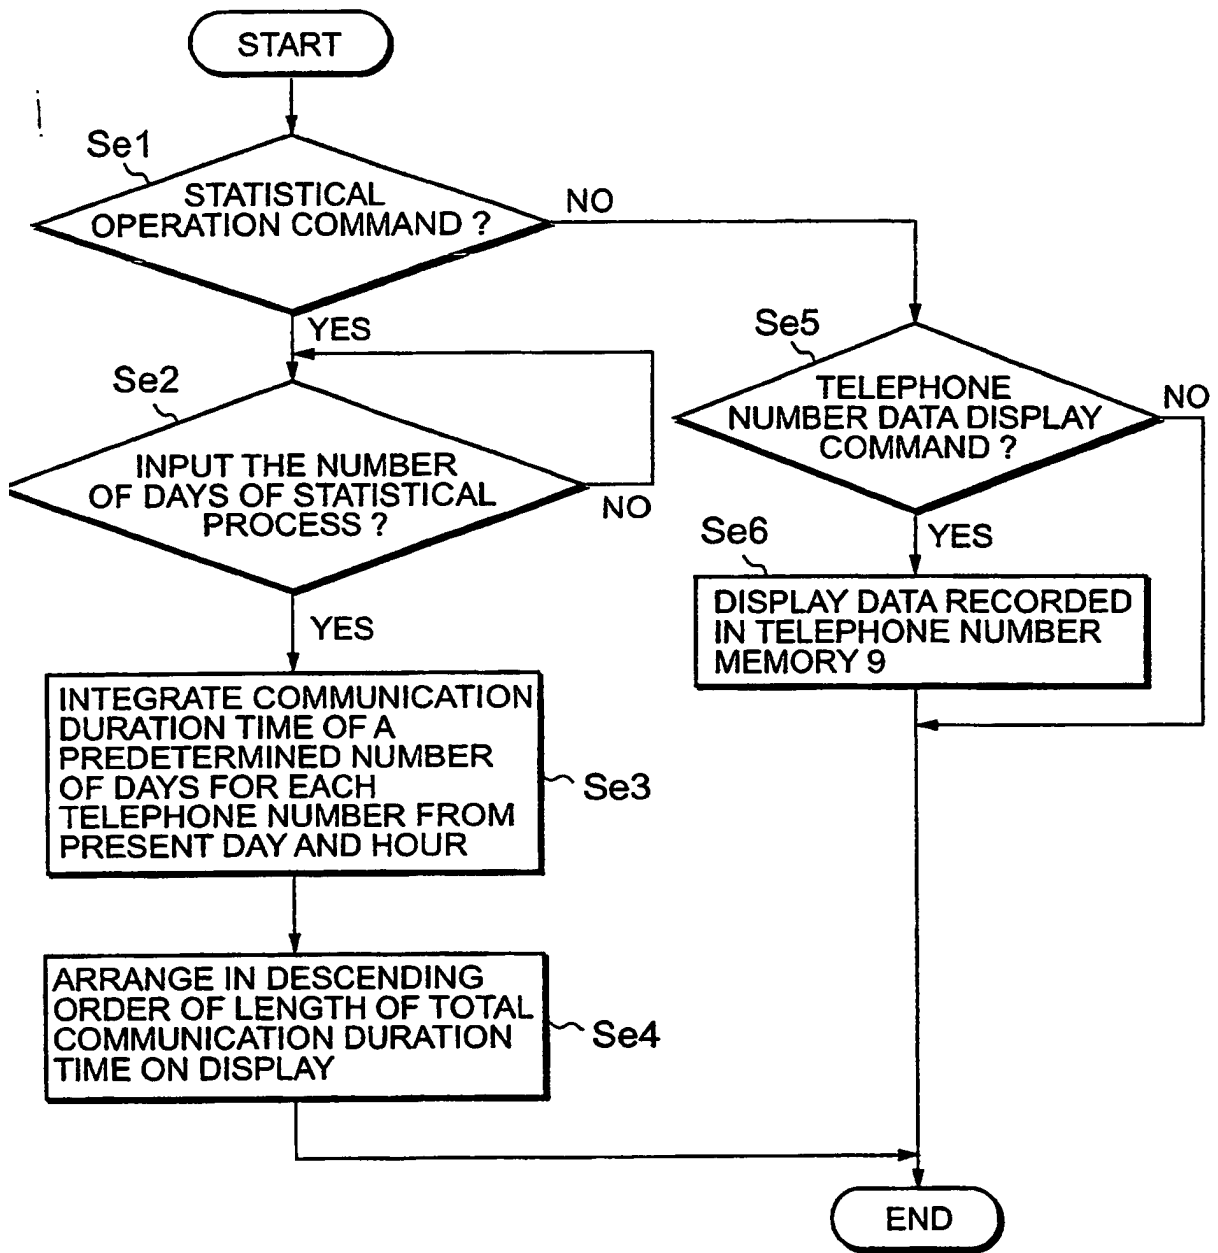 START
Se1
STATISTICAL
OPERATION COMMAND ?
NO
YES
Se2
INPUT THE NUMBER
OF DAYS OF STATISTICAL
PROCESS ?
NO
YES
INTEGRATE COMMUNICATION
DURATION TIME OF A
PREDETERMINED NUMBER
OF DAYS FOR EACH
TELEPHONE NUMBER FROM
PRESENT DAY AND HOUR
Se3
ARRANGE IN DESCENDING
ORDER OF LENGTH OF TOTAL
COMMUNICATION DURATION
TIME ON DISPLAY
Se4
Se5
TELEPHONE
NUMBER DATA DISPLAY
COMMAND ?
NO
YES
Se6
DISPLAY DATA RECORDED
IN TELEPHONE NUMBER
MEMORY 9
END